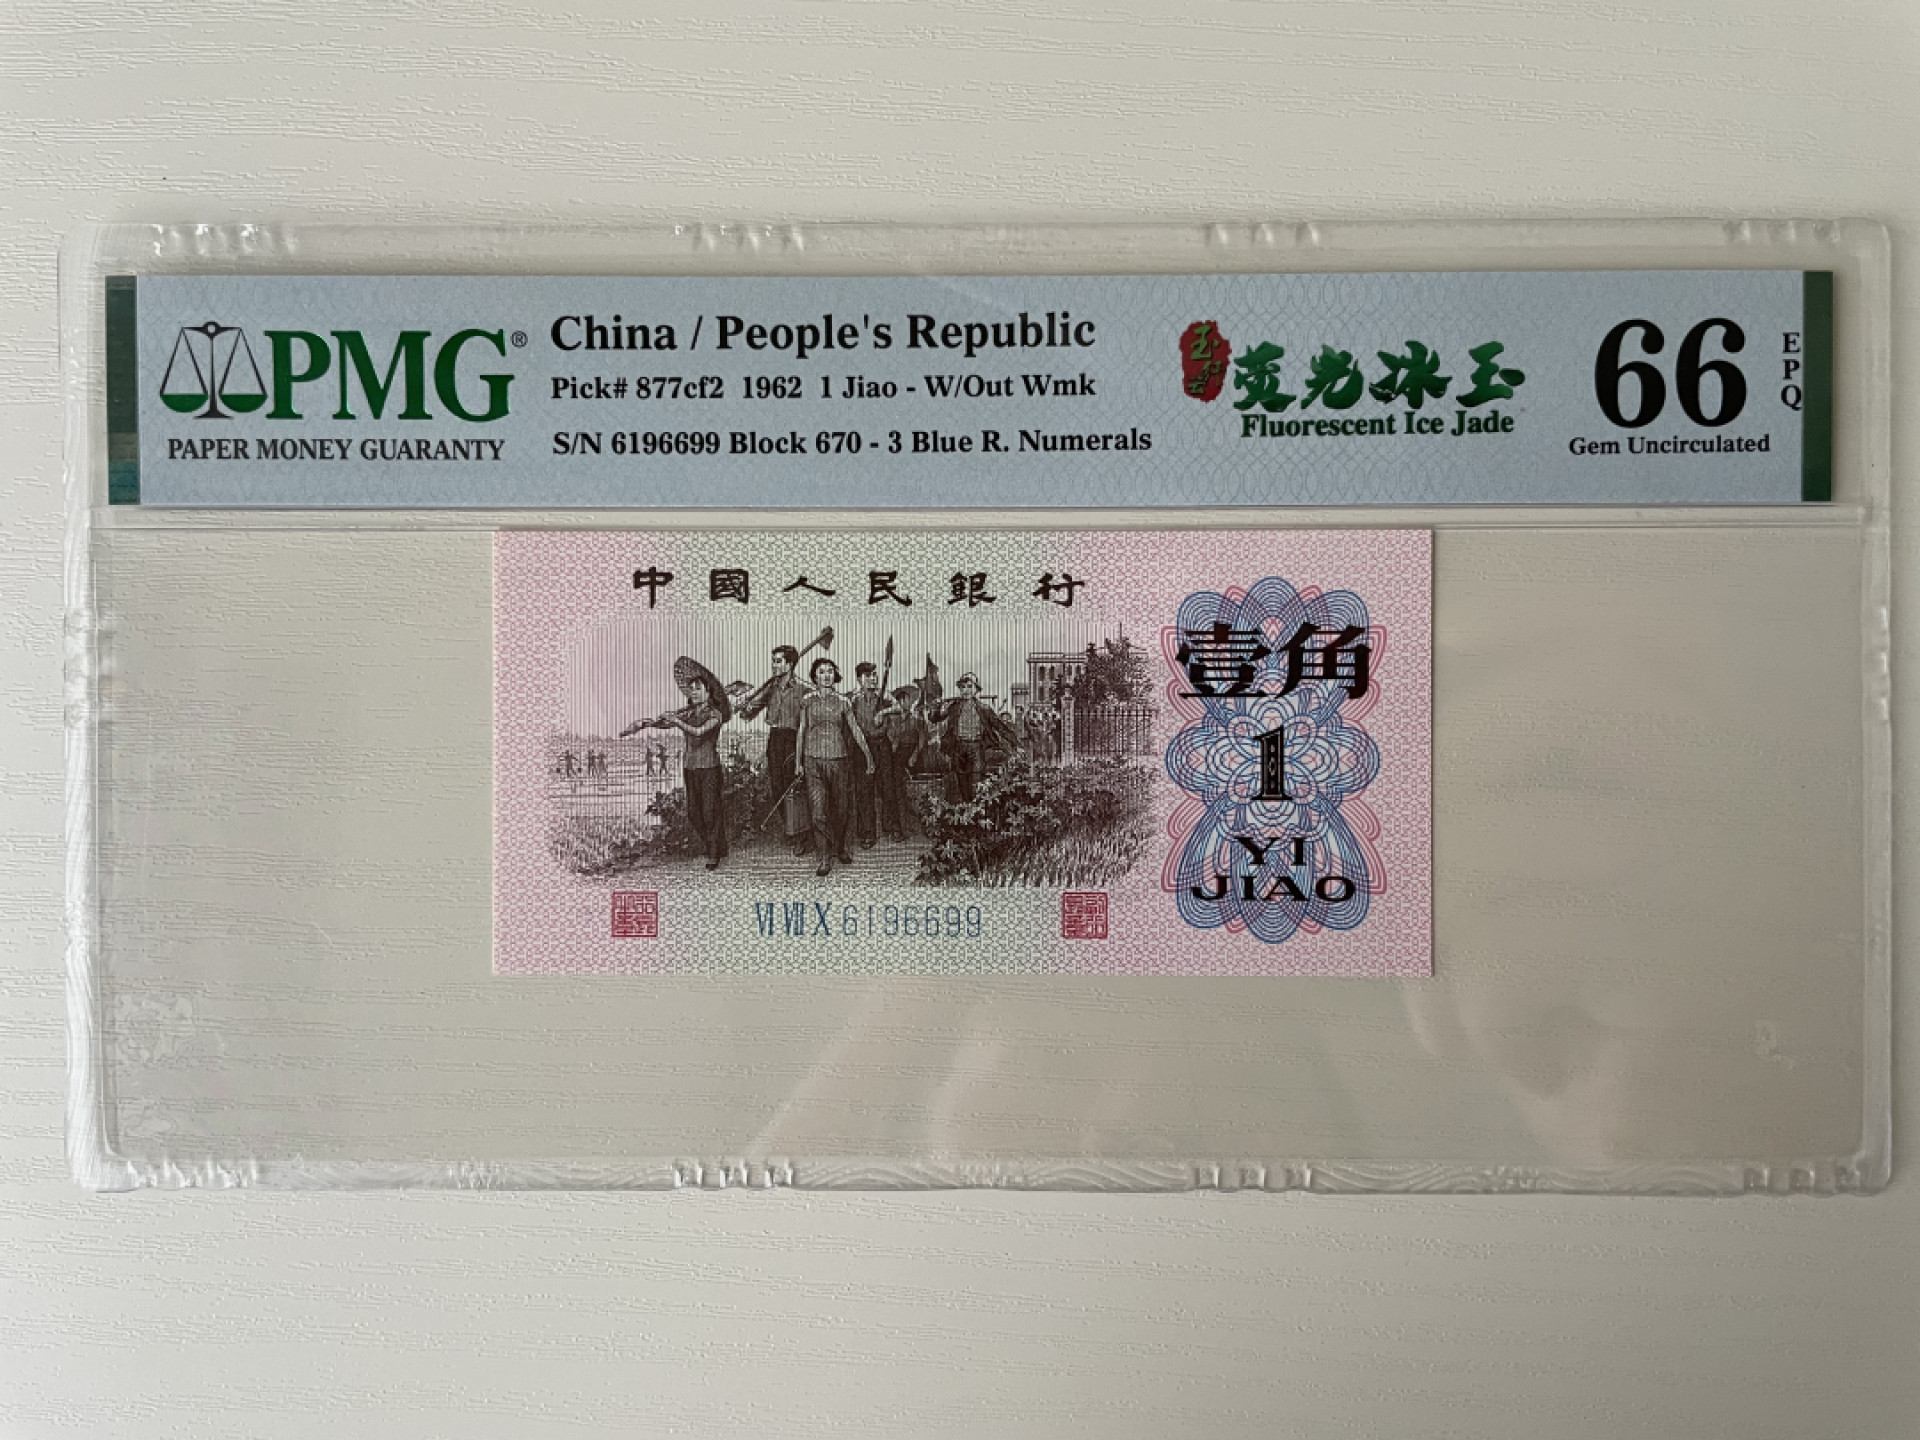 PMG®
PAPER MONEY GUARANTY
China / People's Republic
Pick# 877cf2 1962 1 Jiao - W/Out Wmk
S/N 6196699 Block 670 - 3 Blue R. Numerals
荧光冰玉
Fluorescent Ice Jade
66
EPQ
Gem Uncirculated
中國人民銀行
壹角
1
YI
JIAO
VI VII X 6196699